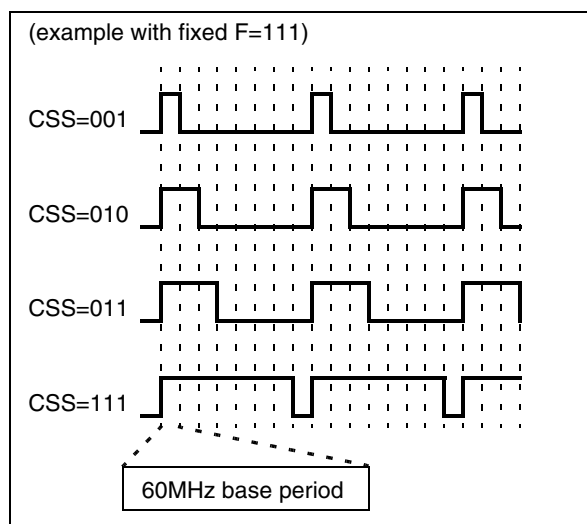 (example with fixed F=111)
CSS=001
CSS=010
CSS=011
CSS=111
60MHz base period